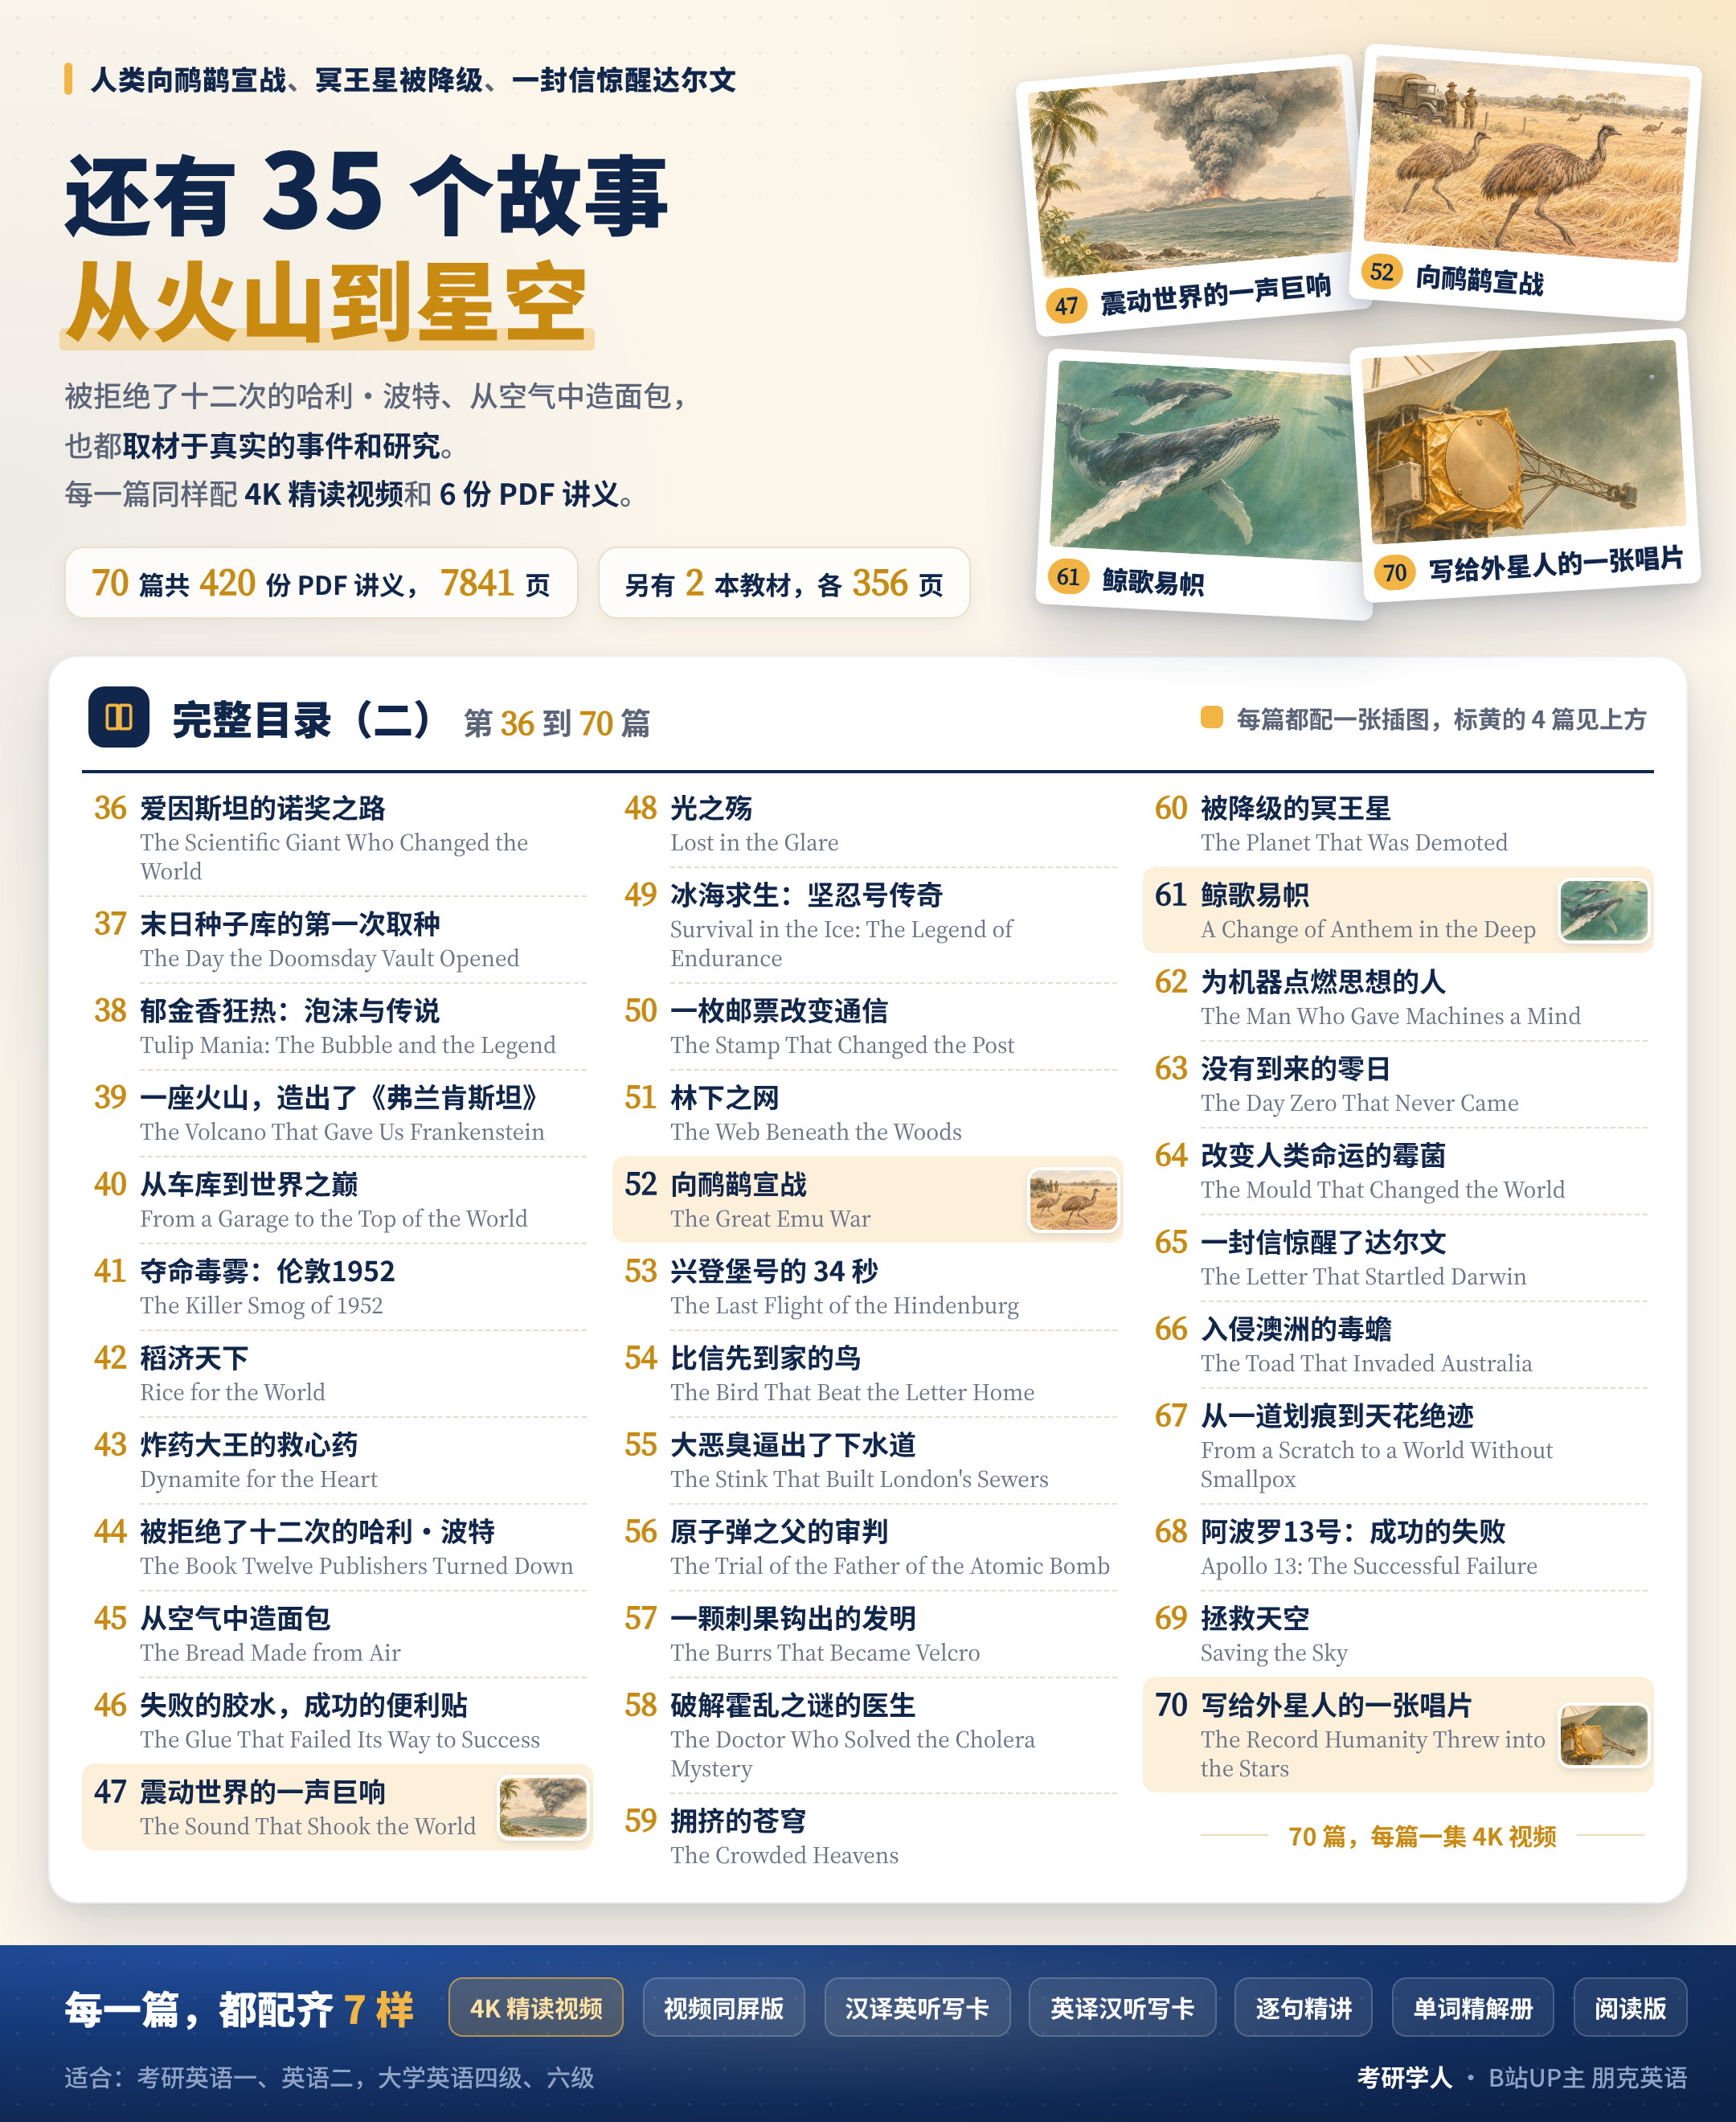 人类向鸸鹋宣战、冥王星被降级、一封信惊醒达尔文
还有 35 个故事
从火山到星空
被拒绝了十二次的哈利·波特、从空气中造面包，
也都取材于真实的事件和研究。
每一篇同样配 4K 精读视频和 6 份 PDF 讲义。
70 篇共 420 份 PDF 讲义， 7841 页
另有 2 本教材，各 356 页
47 震动世界的一声巨响
52 向鸸鹋宣战
61 鲸歌易帜
70 写给外星人的一张唱片
完整目录（二） 第 36 到 70 篇
每篇都配一张插图，标黄的 4 篇见上方
36 爱因斯坦的诺奖之路
The Scientific Giant Who Changed the
World
37 末日种子库的第一次取种
The Day the Doomsday Vault Opened
38 郁金香狂热：泡沫与传说
Tulip Mania: The Bubble and the Legend
39 一座火山，造出了《弗兰肯斯坦》
The Volcano That Gave Us Frankenstein
40 从车库到世界之巅
From a Garage to the Top of the World
41 夺命毒雾：伦敦1952
The Killer Smog of 1952
42 稻济天下
Rice for the World
43 炸药大王的救心药
Dynamite for the Heart
44 被拒绝了十二次的哈利·波特
The Book Twelve Publishers Turned Down
45 从空气中造面包
The Bread Made from Air
46 失败的胶水，成功的便利贴
The Glue That Failed Its Way to Success
47 震动世界的一声巨响
The Sound That Shook the World
48 光之殇
Lost in the Glare
49 冰海求生：坚忍号传奇
Survival in the Ice: The Legend of
Endurance
50 一枚邮票改变通信
The Stamp That Changed the Post
51 林下之网
The Web Beneath the Woods
52 向鸸鹋宣战
The Great Emu War
53 兴登堡号的 34 秒
The Last Flight of the Hindenburg
54 比信先到家的鸟
The Bird That Beat the Letter Home
55 大恶臭逼出了下水道
The Stink That Built London's Sewers
56 原子弹之父的审判
The Trial of the Father of the Atomic Bomb
57 一颗刺果钩出的发明
The Burrs That Became Velcro
58 破解霍乱之谜的医生
The Doctor Who Solved the Cholera
Mystery
59 拥挤的苍穹
The Crowded Heavens
60 被降级的冥王星
The Planet That Was Demoted
61 鲸歌易帜
A Change of Anthem in the Deep
62 为机器点燃思想的人
The Man Who Gave Machines a Mind
63 没有到来的零日
The Day Zero That Never Came
64 改变人类命运的霉菌
The Mould That Changed the World
65 一封信惊醒了达尔文
The Letter That Startled Darwin
66 入侵澳洲的毒蟾
The Toad That Invaded Australia
67 从一道划痕到天花绝迹
From a Scratch to a World Without
Smallpox
68 阿波罗13号：成功的失败
Apollo 13: The Successful Failure
69 拯救天空
Saving the Sky
70 写给外星人的一张唱片
The Record Humanity Threw into
the Stars
70 篇，每篇一集 4K 视频
每一篇，都配齐 7 样
4K 精读视频
视频同屏版
汉译英听写卡
英译汉听写卡
逐句精讲
单词精解册
阅读版
适合：考研英语一、英语二，大学英语四级、六级
考研学人 · B站UP主 朋克英语